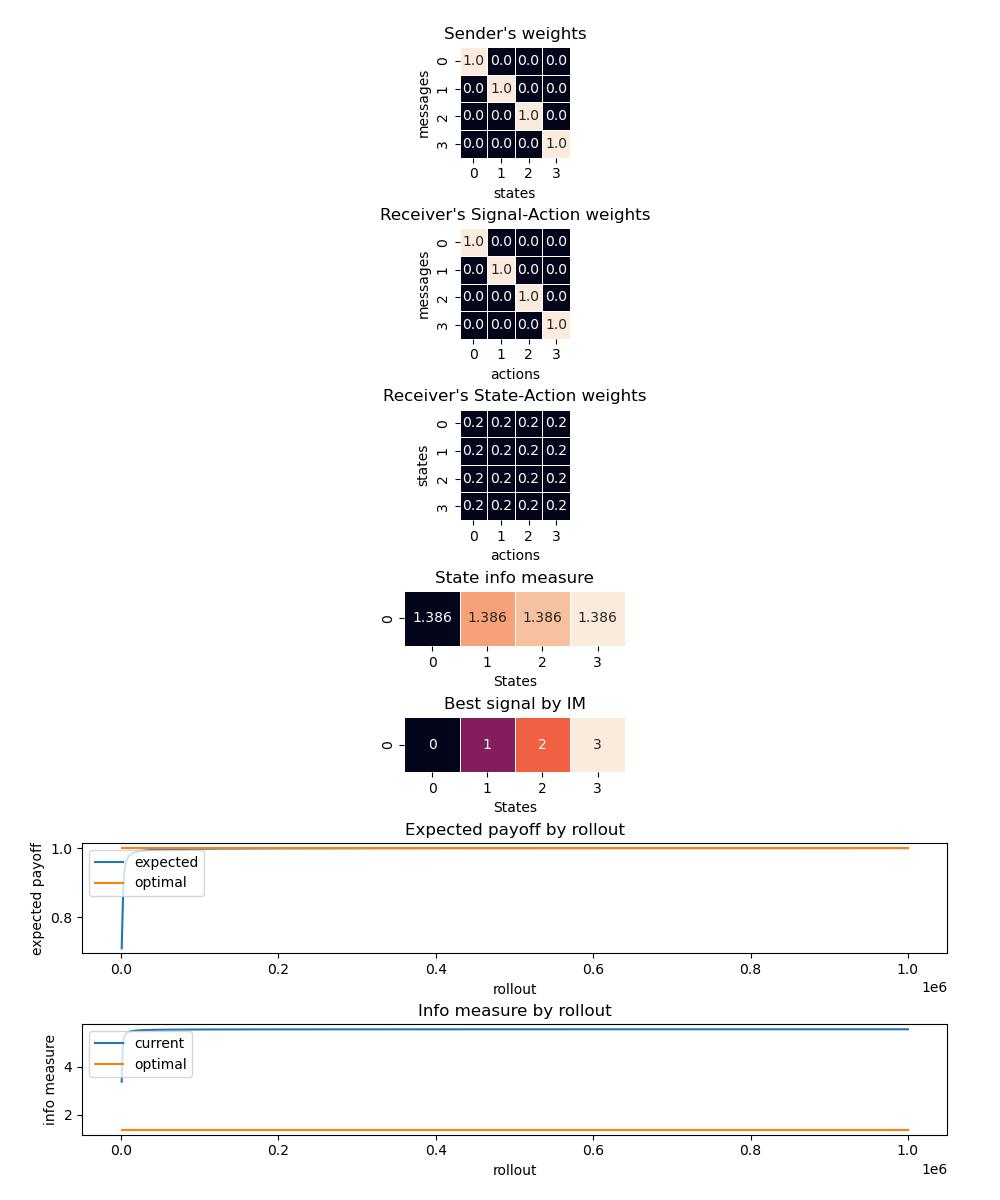 Sender's weights
messages
0 1.0 0.0 0.0 0.0
1 0.0 1.0 0.0 0.0
2 0.0 0.0 1.0 0.0
3 0.0 0.0 0.0 1.0
0 1 2 3
states
Receiver's Signal-Action weights
messages
0 1.0 0.0 0.0 0.0
1 0.0 1.0 0.0 0.0
2 0.0 0.0 1.0 0.0
3 0.0 0.0 0.0 1.0
0 1 2 3
actions
Receiver's State-Action weights
states
0 0.2 0.2 0.2 0.2
1 0.2 0.2 0.2 0.2
2 0.2 0.2 0.2 0.2
3 0.2 0.2 0.2 0.2
0 1 2 3
actions
State info measure
0 1.386 1.386 1.386 1.386
0 1 2 3
States
Best signal by IM
0 0 1 2 3
0 1 2 3
States
Expected payoff by rollout
expected payoff
1.0
0.8
expected
optimal
0.0 0.2 0.4 0.6 0.8 1.0
1e6
rollout
Info measure by rollout
info measure
4
2
current
optimal
0.0 0.2 0.4 0.6 0.8 1.0
1e6
rollout